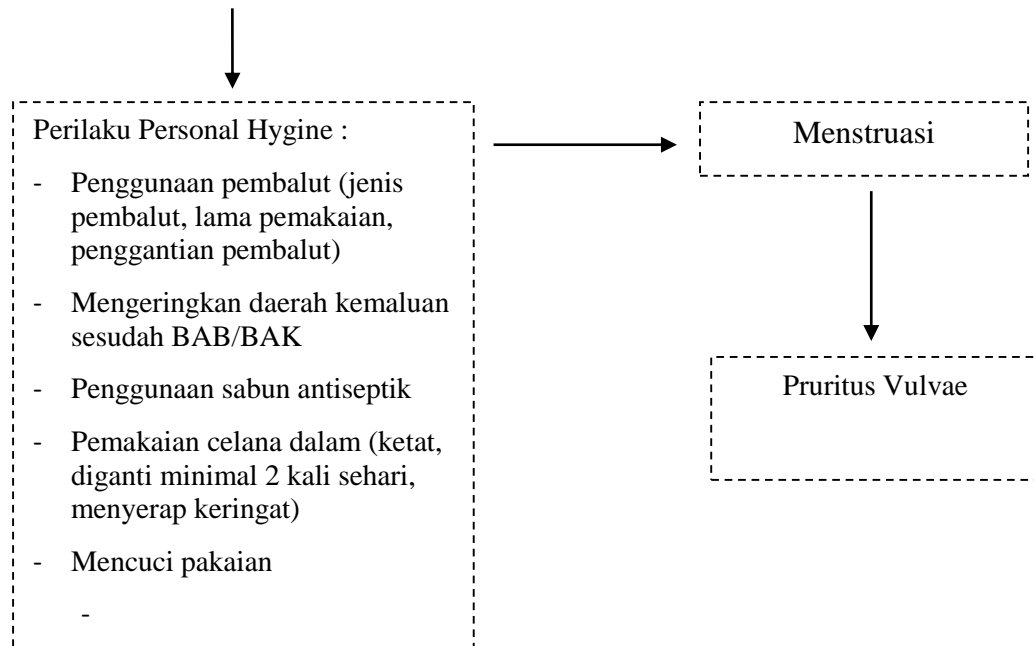 Perilaku Personal Hygine :
- Penggunaan pembalut (jenis
pembalut, lama pemakaian,
penggantian pembalut)
- Mengeringkan daerah kemaluan
sesudah BAB/BAK
- Penggunaan sabun antiseptik
- Pemakaian celana dalam (ketat,
diganti minimal 2 kali sehari,
menyerap keringat)
- Mencuci pakaian
-
Menstruasi
Pruritus Vulvae